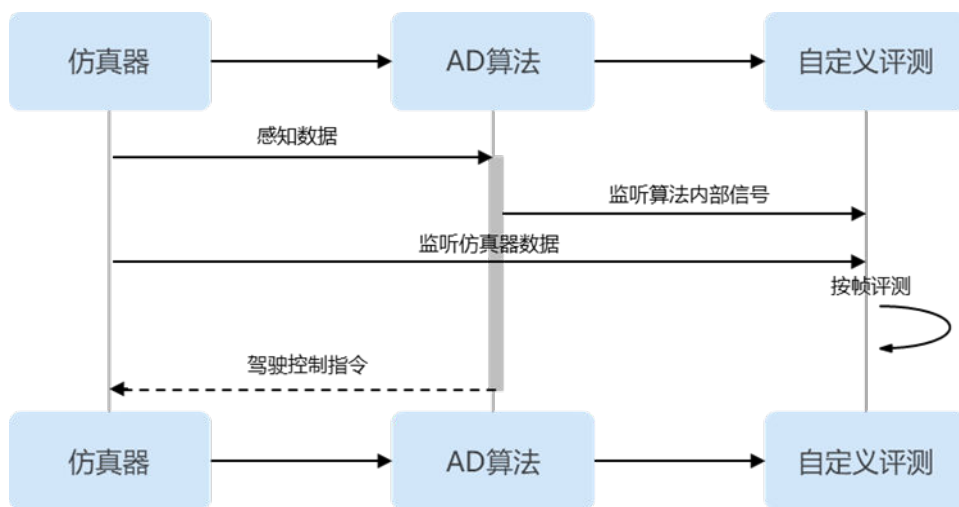 仿真器
AD算法
自定义评测
感知数据
监听算法内部信号
监听仿真器数据
按帧评测
驾驶控制指令
仿真器
AD算法
自定义评测